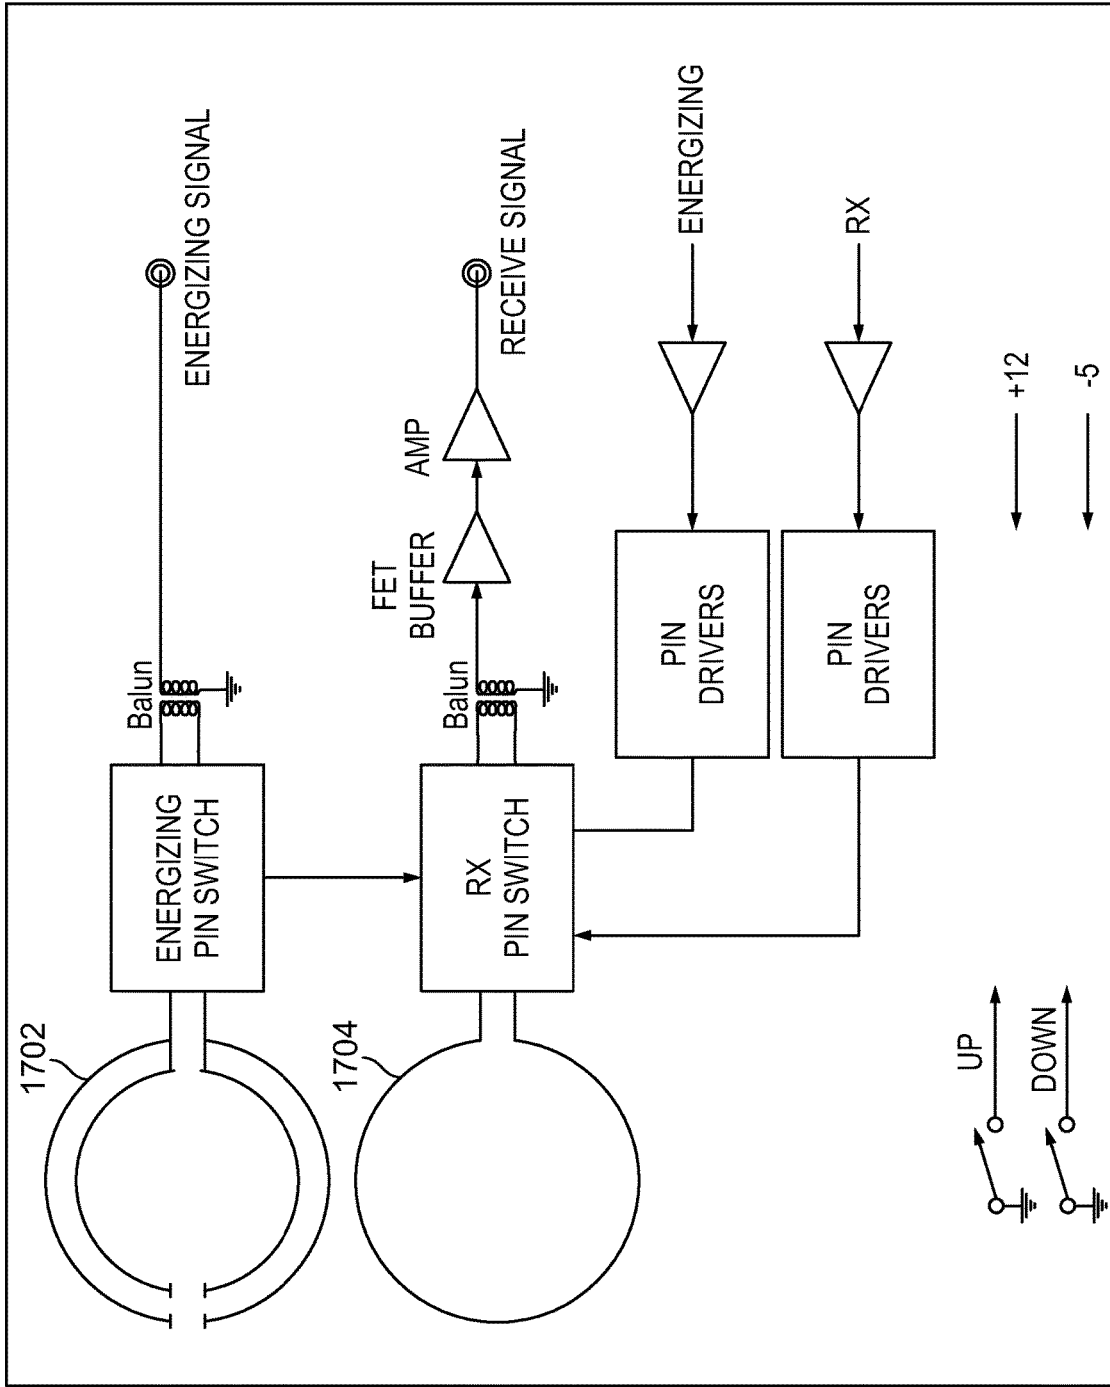 1702
ENERGIZING
PIN SWITCH
Balun
ENERGIZING SIGNAL
1704
RX
PIN SWITCH
Balun
FET
BUFFER
AMP
RECEIVE SIGNAL
PIN
DRIVERS
ENERGIZING
PIN
DRIVERS
RX
UP
DOWN
+12
-5